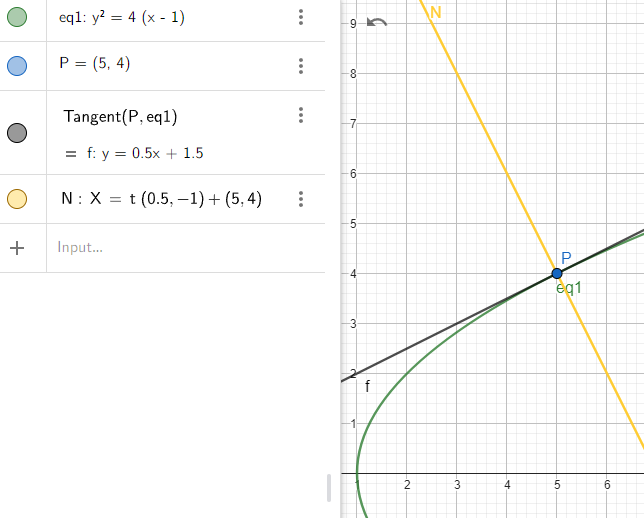 eq1: y² = 4 (x - 1)
P = (5, 4)
Tangent(P, eq1)
= f: y = 0.5x + 1.5
N : X = t (0.5, −1) + (5, 4)
+ Input...
N
9
8
7
6
5
P
4
eq1
3
2
f
1
1 2 3 4 5 6